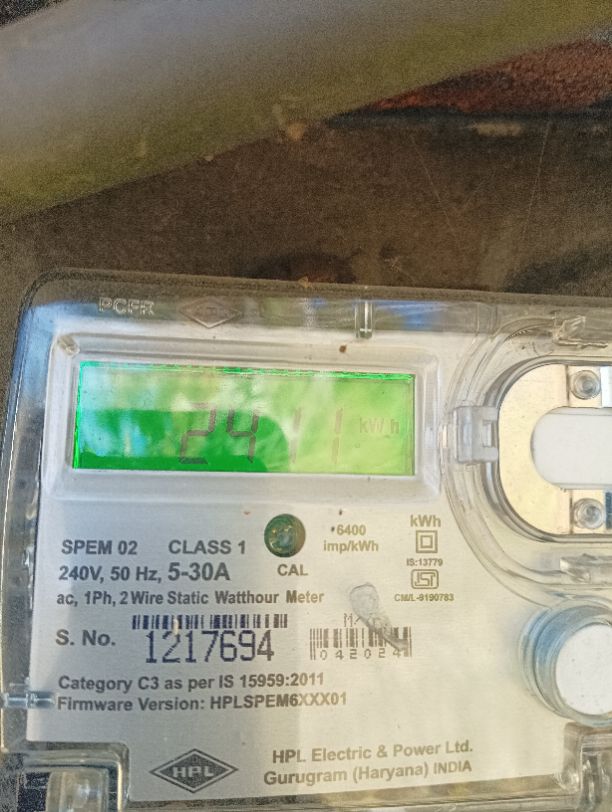 PCFR
2411 kWh
SPEM 02 CLASS 1
6400
imp/kWh
kWh
240V, 50 Hz, 5-30A
CAL
IS:13779
ISI
CM/L-9190783
ac, 1Ph, 2 Wire Static Watthour Meter
S. No. 1217694
042024
Category C3 as per IS 15959:2011
Firmware Version: HPLSPEM6XXX01
HPL
HPL Electric & Power Ltd.
Gurugram (Haryana) INDIA